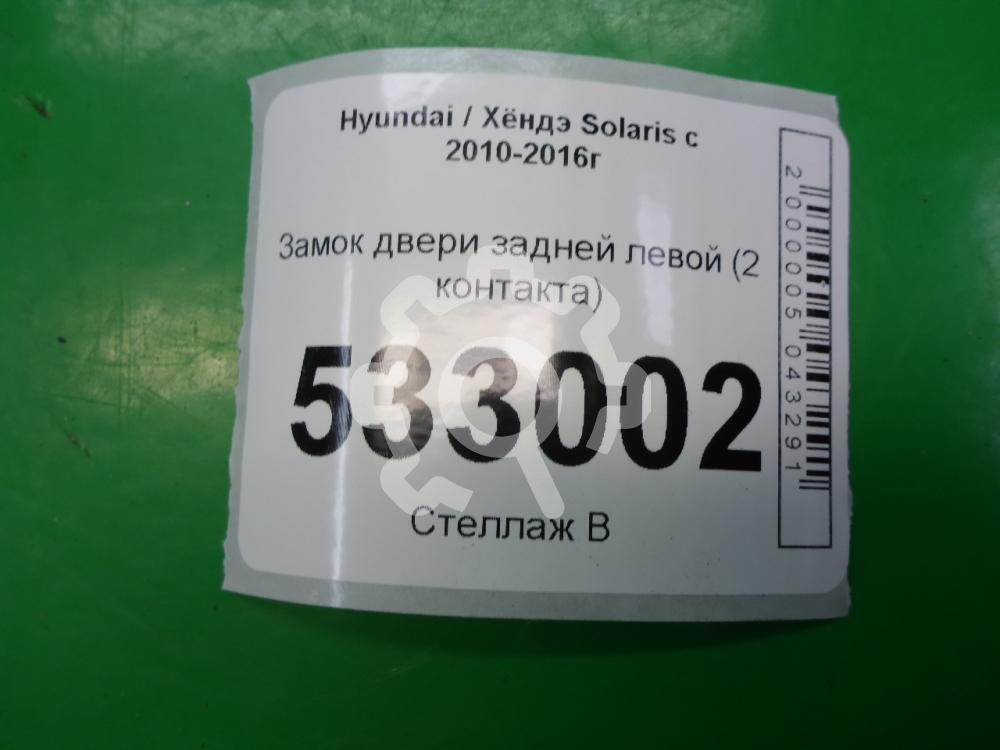 Hyundai / Хёндэ Solaris с
2010-2016г
Замок двери задней левой (2
контакта)
533002
Стеллаж В
2000005043291